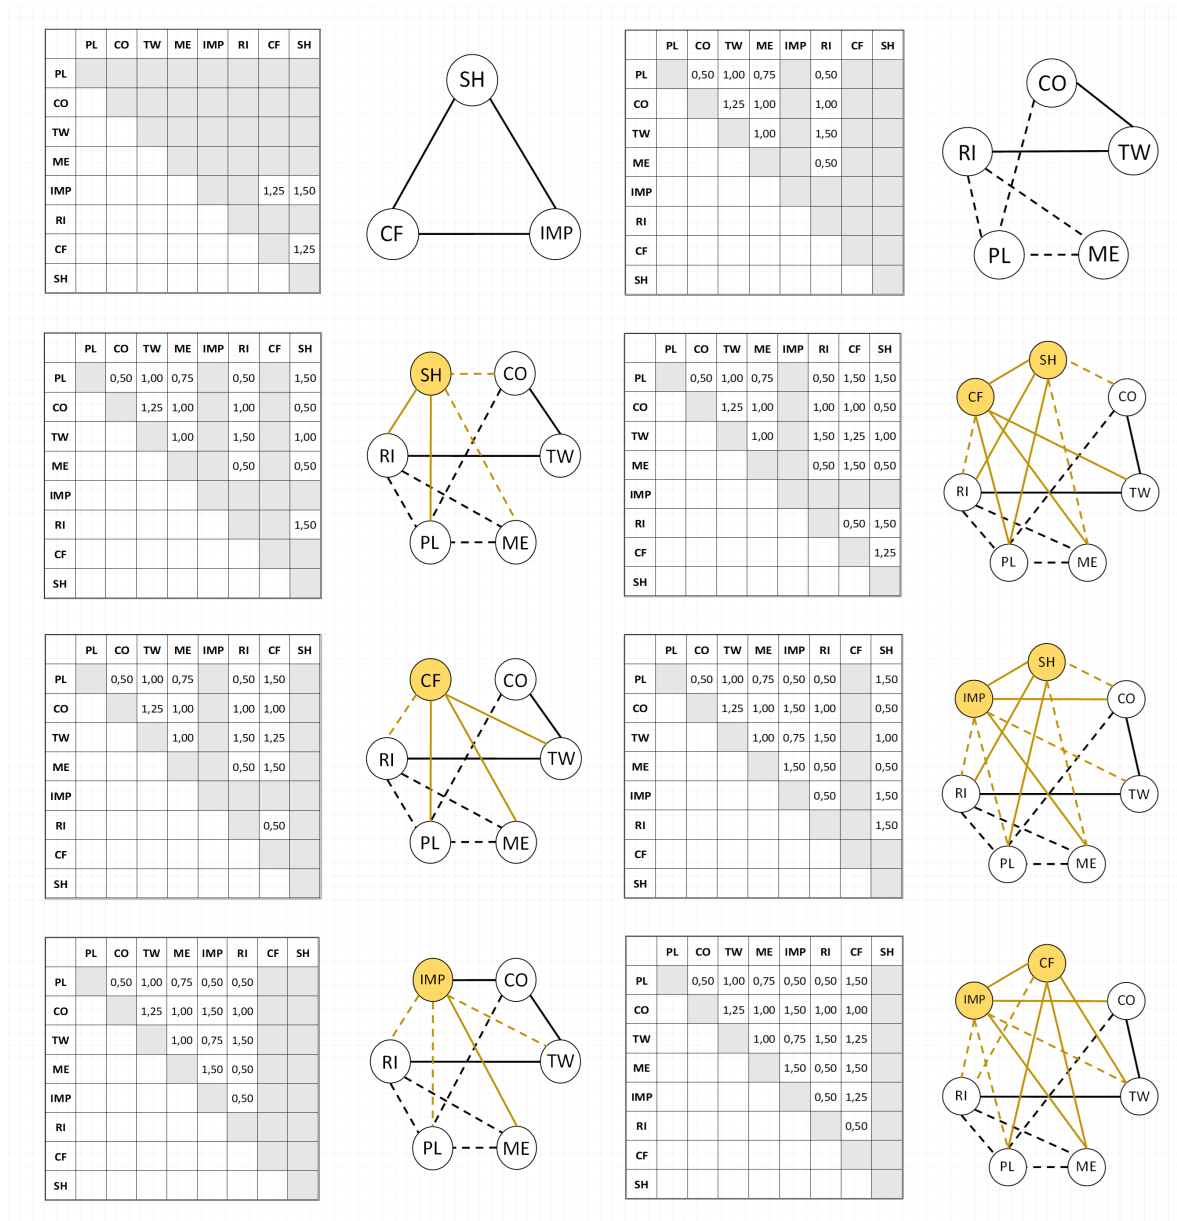 PL CO TW ME IMP RI CF SH
PL
CO
TW
ME
IMP 1,25 1,50
RI
CF 1,25
SH
SH
CF
IMP
PL CO TW ME IMP RI CF SH
PL 0,50 1,00 0,75 0,50
CO 1,25 1,00 1,00
TW 1,00 1,50
ME 0,50
IMP
RI
CF
SH
CO
RI
TW
PL
ME
PL CO TW ME IMP RI CF SH
PL 0,50 1,00 0,75 0,50 1,50
CO 1,25 1,00 1,00 0,50
TW 1,00 1,50 1,00
ME 0,50 0,50
IMP
RI 1,50
CF
SH
SH
CO
RI
TW
PL
ME
PL CO TW ME IMP RI CF SH
PL 0,50 1,00 0,75 0,50 1,50 1,50
CO 1,25 1,00 1,00 1,00 0,50
TW 1,00 1,50 1,25 1,00
ME 0,50 1,50 0,50
IMP
RI 0,50 1,50
CF 1,25
SH
SH
CF
CO
RI
TW
PL
ME
PL CO TW ME IMP RI CF SH
PL 0,50 1,00 0,75 0,50 1,50
CO 1,25 1,00 1,00 1,00
TW 1,00 1,50 1,25
ME 0,50 1,50
IMP
RI 0,50
CF
SH
CF
CO
RI
TW
PL
ME
PL CO TW ME IMP RI CF SH
PL 0,50 1,00 0,75 0,50 0,50 1,50
CO 1,25 1,00 1,50 1,00 0,50
TW 1,00 0,75 1,50 1,00
ME 1,50 0,50 0,50
IMP 0,50 1,50
RI 1,50
CF
SH
SH
IMP
CO
RI
TW
PL
ME
PL CO TW ME IMP RI CF SH
PL 0,50 1,00 0,75 0,50 0,50
CO 1,25 1,00 1,50 1,00
TW 1,00 0,75 1,50
ME 1,50 0,50
IMP 0,50
RI
CF
SH
IMP
CO
RI
TW
PL
ME
PL CO TW ME IMP RI CF SH
PL 0,50 1,00 0,75 0,50 0,50 1,50
CO 1,25 1,00 1,50 1,00 1,00
TW 1,00 0,75 1,50 1,25
ME 1,50 0,50 1,50
IMP 0,50 1,25
RI 0,50
CF
SH
CF
IMP
CO
RI
TW
PL
ME